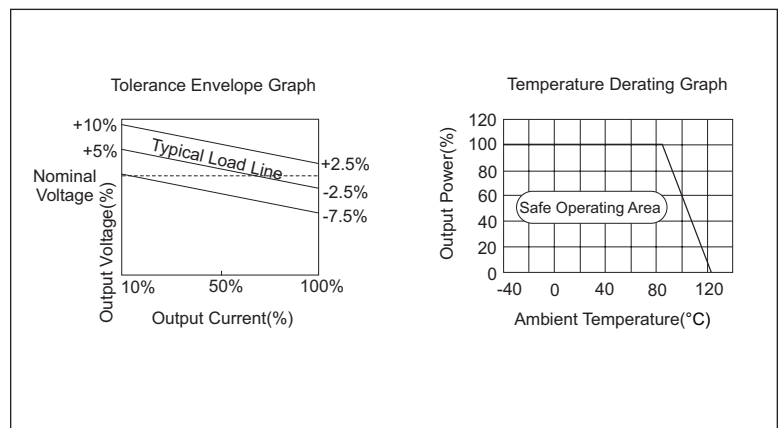 Tolerance Envelope Graph
+10%
+5%
Nominal
Voltage
Output Voltage(%)
Typical Load Line
+2.5%
-2.5%
-7.5%
10%
50%
100%
Output Current(%)
Temperature Derating Graph
Output Power(%)
120
100
80
60
40
20
0
Safe Operating Area
-40
0
40
80
120
Ambient Temperature(°C)